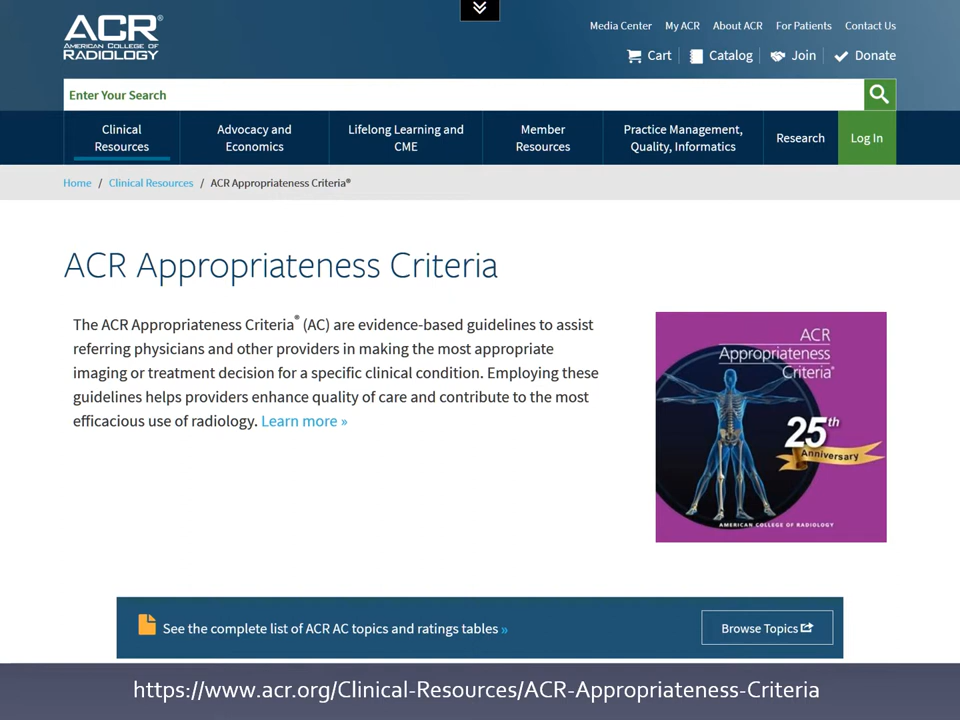 ACR®
AMERICAN COLLEGE OF
RADIOLOGY
Media Center My ACR About ACR For Patients Contact Us
Cart Catalog Join Donate
Enter Your Search
Clinical Resources
Advocacy and Economics
Lifelong Learning and CME
Member Resources
Practice Management, Quality, Informatics
Research
Log In
Home / Clinical Resources / ACR Appropriateness Criteria®
ACR Appropriateness Criteria
The ACR Appropriateness Criteria® (AC) are evidence-based guidelines to assist
referring physicians and other providers in making the most appropriate
imaging or treatment decision for a specific clinical condition. Employing these
guidelines helps providers enhance quality of care and contribute to the most
efficacious use of radiology. Learn more »
ACR
Appropriateness
Criteria®
25th
Anniversary
AMERICAN COLLEGE OF RADIOLOGY
See the complete list of ACR AC topics and ratings tables »
Browse Topics
https://www.acr.org/Clinical-Resources/ACR-Appropriateness-Criteria